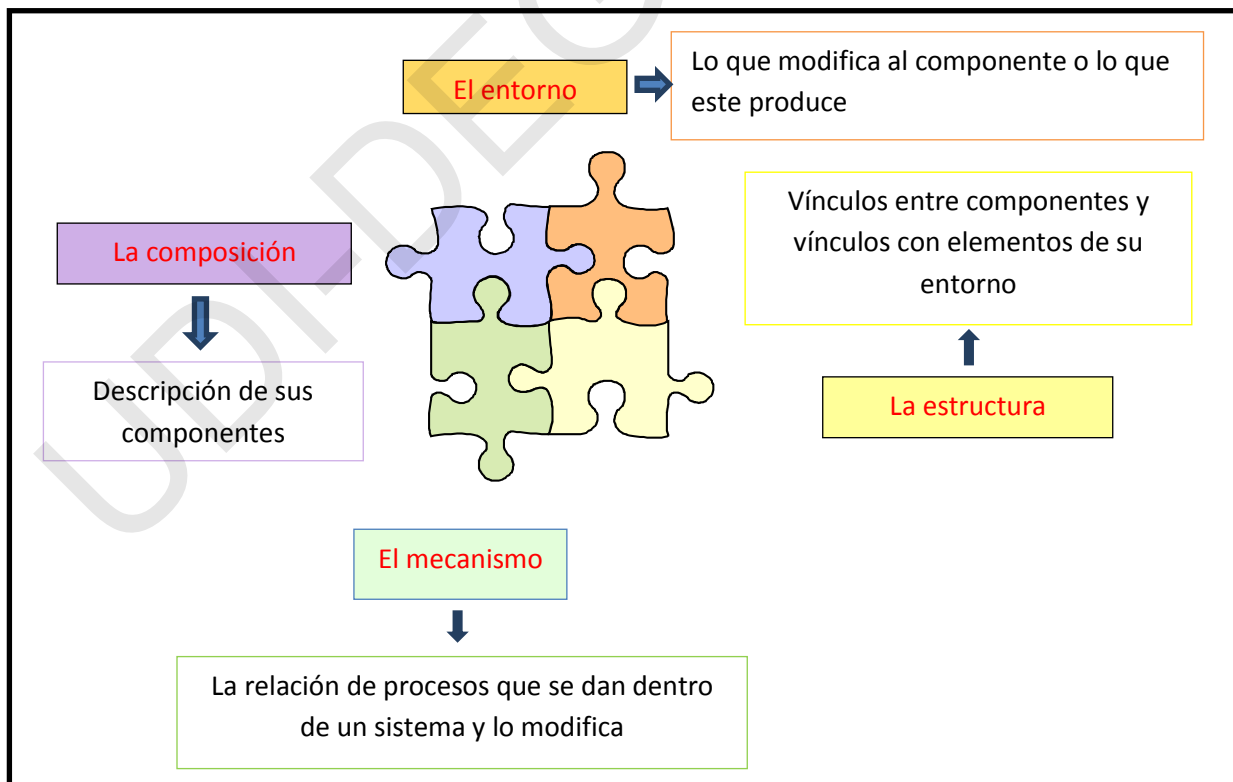 El entorno
Lo que modifica al componente o lo que
este produce
La composición
Vínculos entre componentes y
vínculos con elementos de su
entorno
Descripción de sus
componentes
La estructura
El mecanismo
La relación de procesos que se dan dentro
de un sistema y lo modifica
UDI-DEG